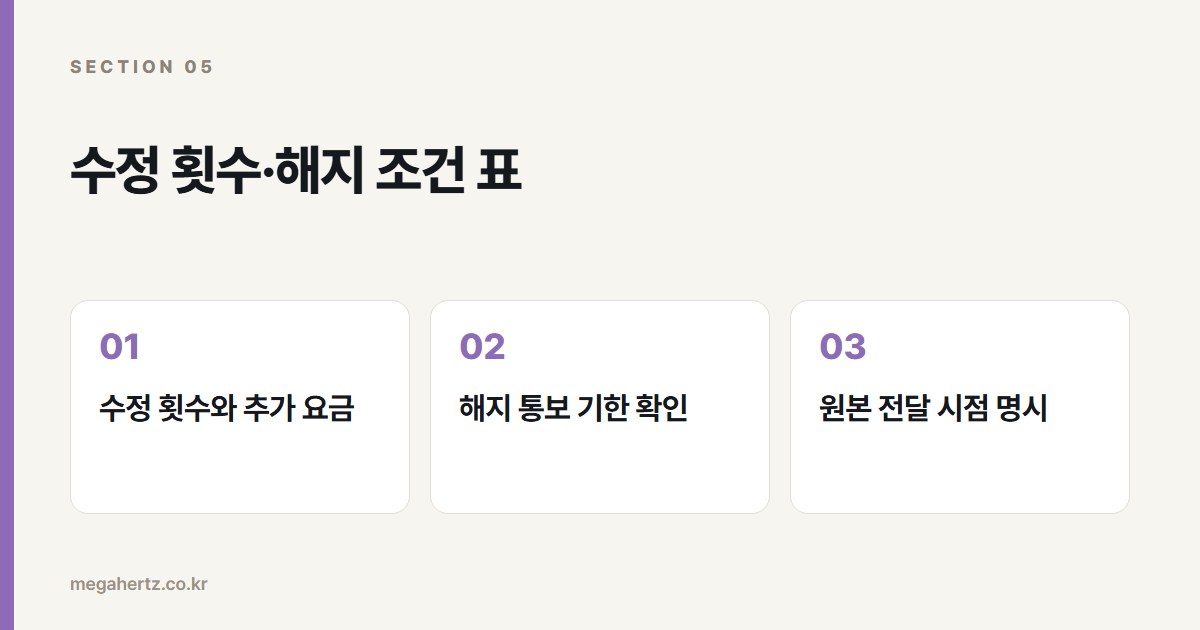 SECTION 05
수정 횟수·해지 조건 표
01
수정 횟수와 추가 요금
02
해지 통보 기한 확인
03
원본 전달 시점 명시
megahertz.co.kr